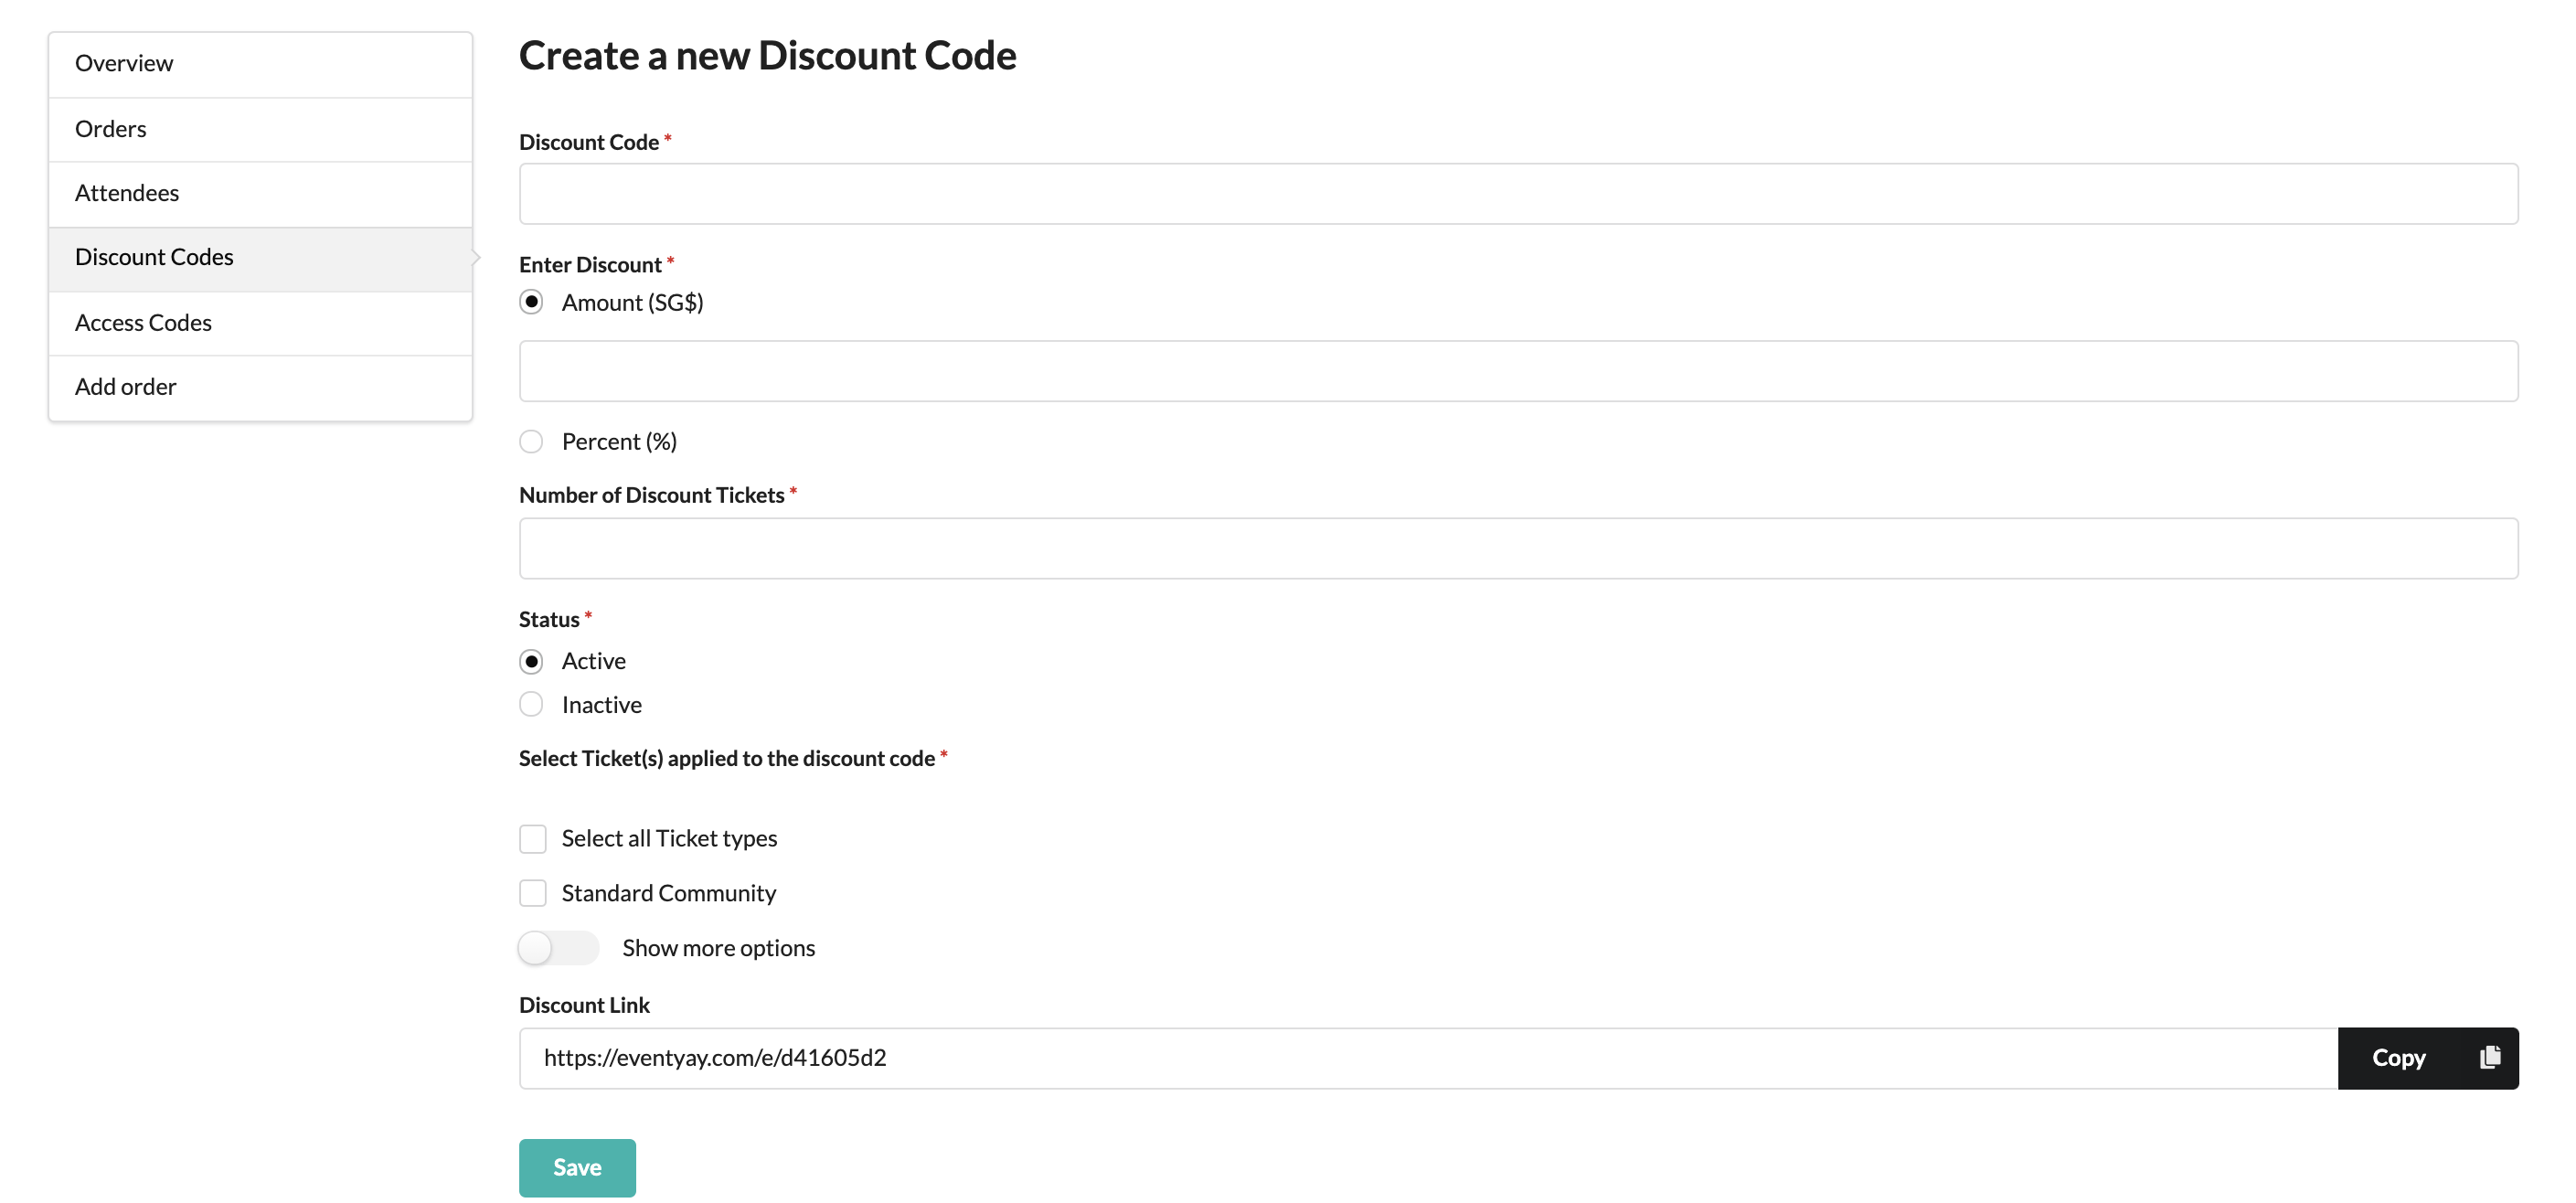 Overview
Orders
Attendees
Discount Codes
Access Codes
Add order
Create a new Discount Code
Discount Code *
Enter Discount *
Amount (SG$)
Percent (%)
Number of Discount Tickets *
Status *
Active
Inactive
Select Ticket(s) applied to the discount code *
Select all Ticket types
Standard Community
Show more options
Discount Link
https://eventyay.com/e/d41605d2
Copy
Save